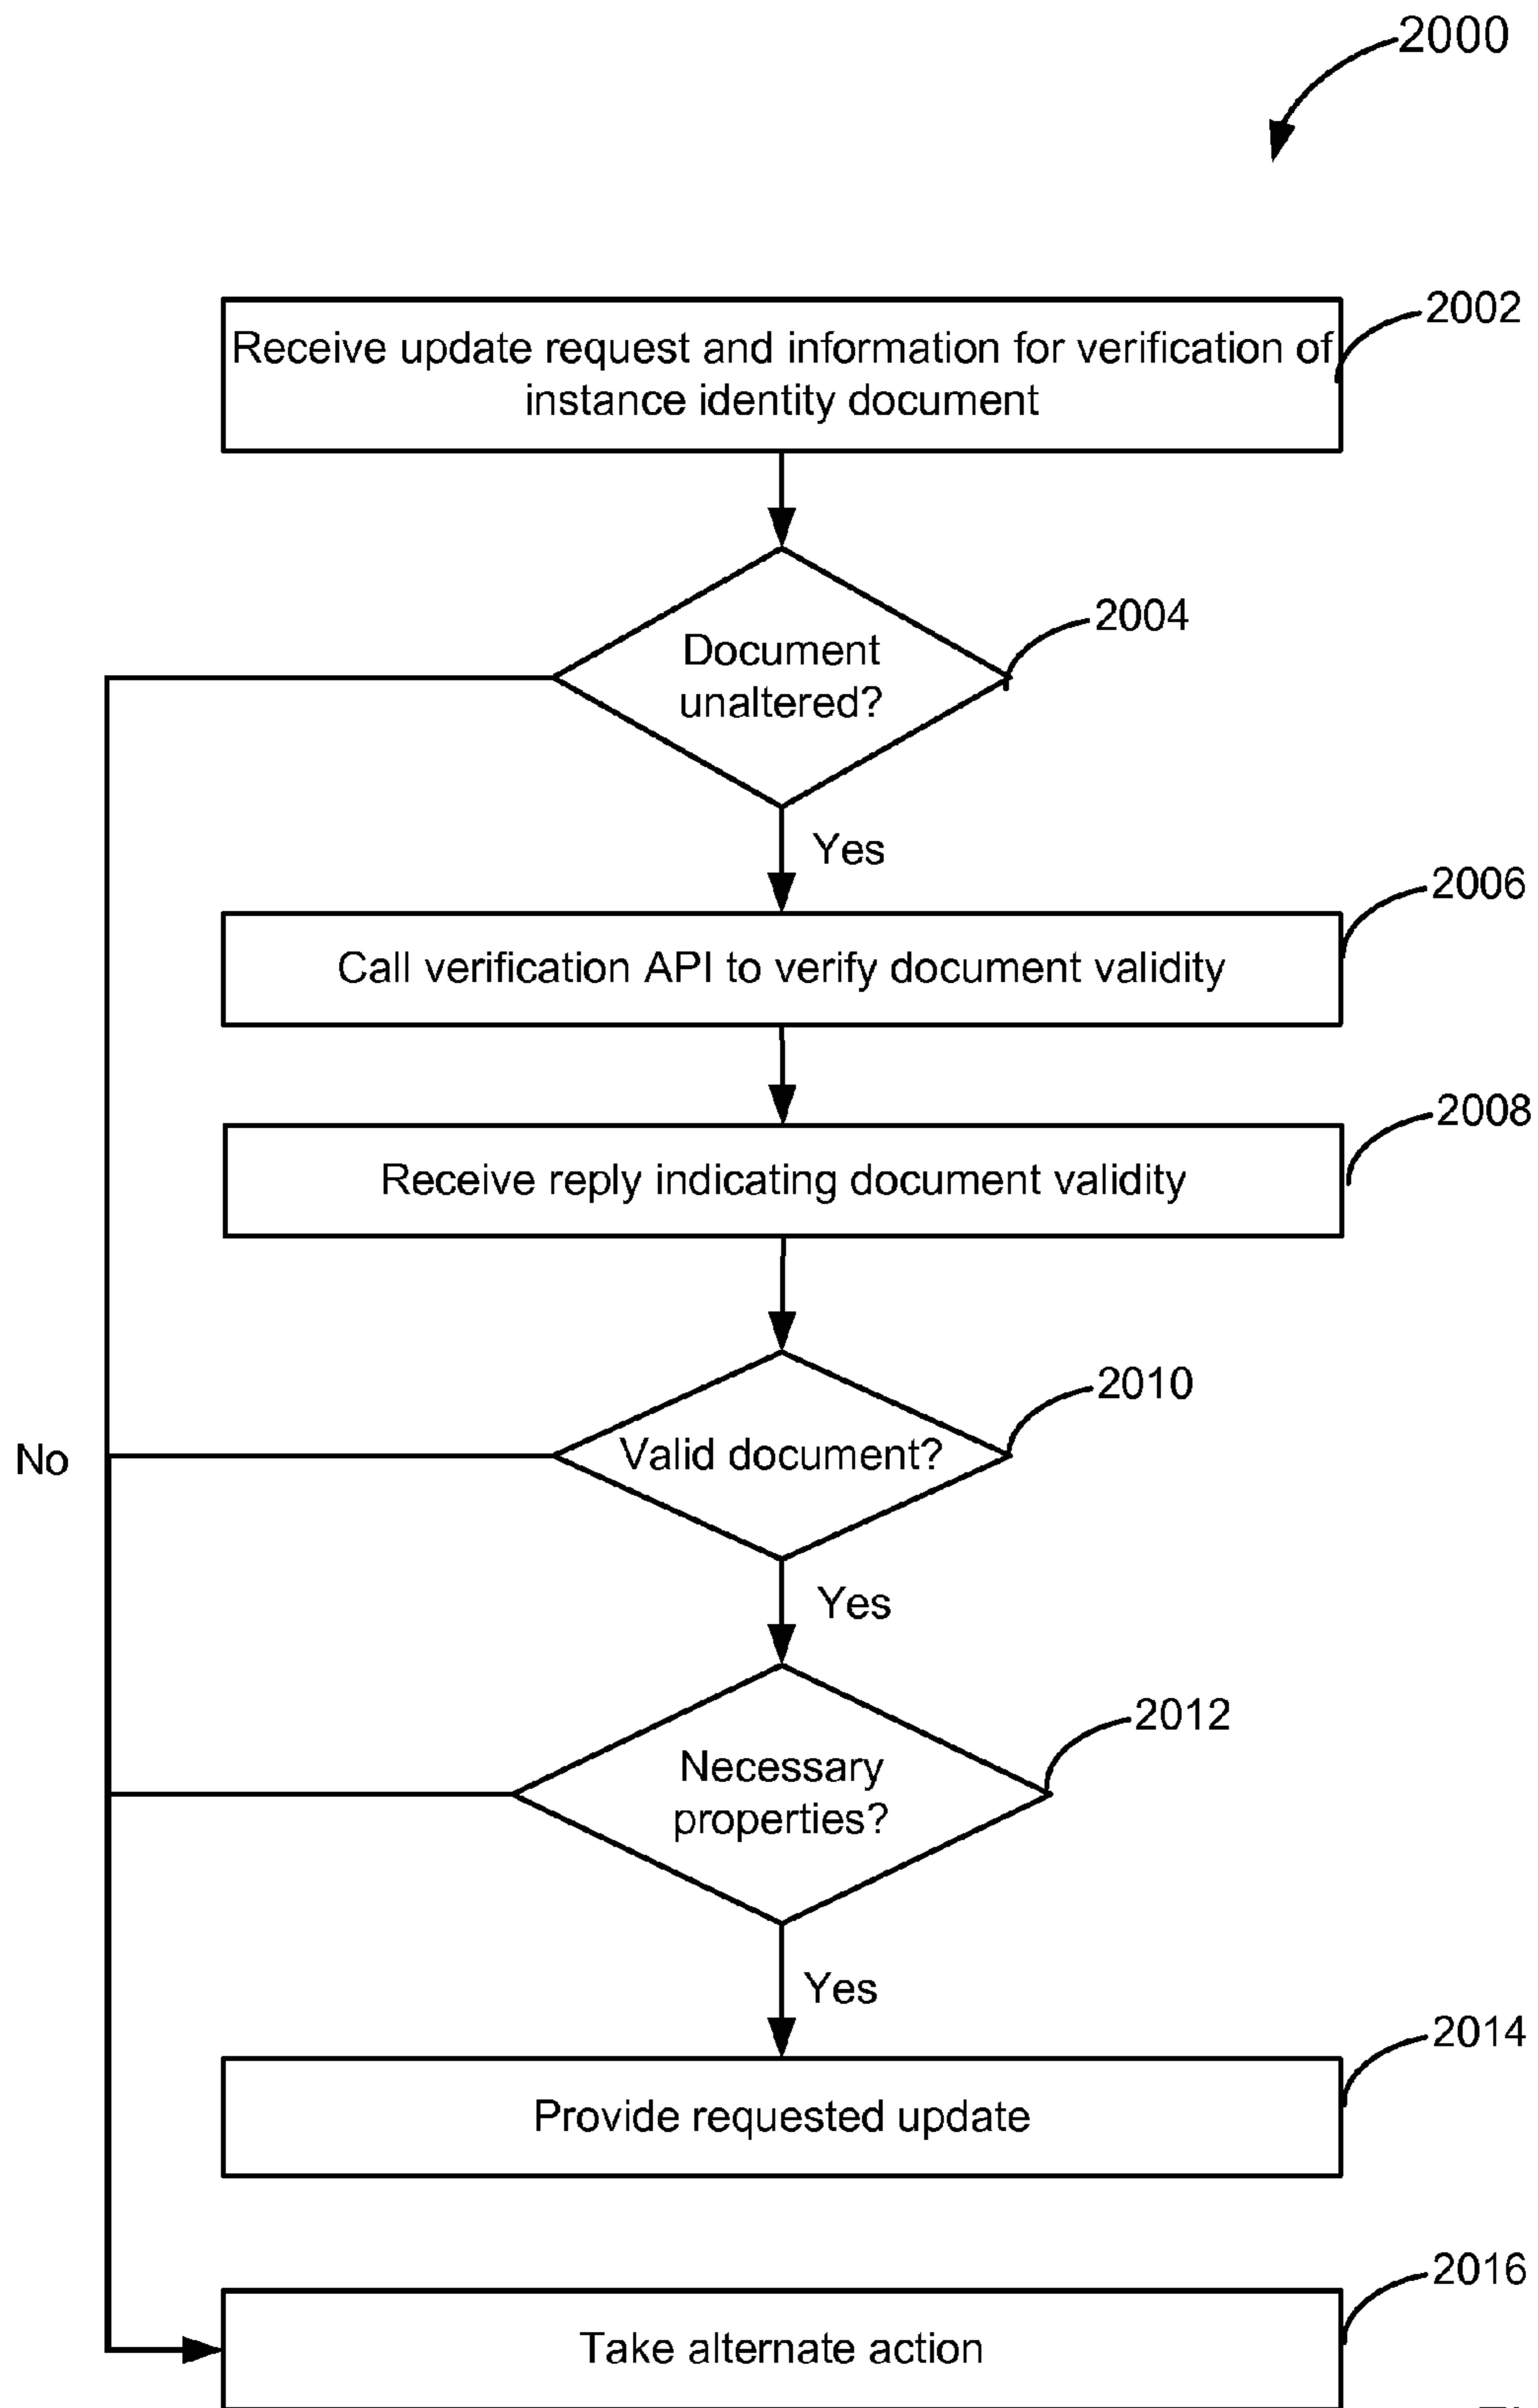 2000
Receive update request and information for verification of
instance identity document
2002
Document
unaltered?
2004
Yes
Call verification API to verify document validity
2006
Receive reply indicating document validity
2008
Valid document?
2010
No
Yes
Necessary
properties?
2012
Yes
Provide requested update
2014
Take alternate action
2016